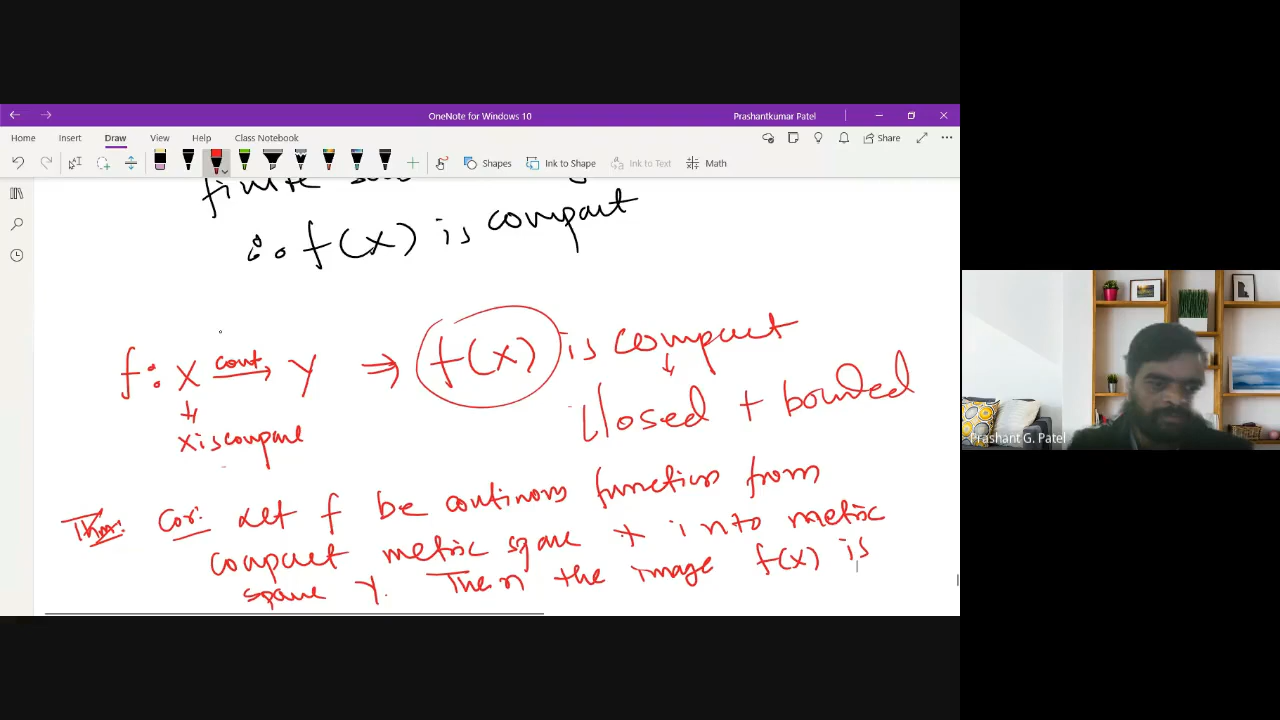 OneNote for Windows 10
Prashantkumar Patel
Home Insert Draw View Help Class Notebook
Share
Shapes Ink to Shape Ink to Text Math
finite
∴ f(X) is compact
f: X cont→ Y ⇒ f(X) is compact
X is compact
closed + bounded
Thm: Cor: Let f be continous function from
compact metric space X into metric
space Y. Then the image f(X) is
Prashant G. Patel